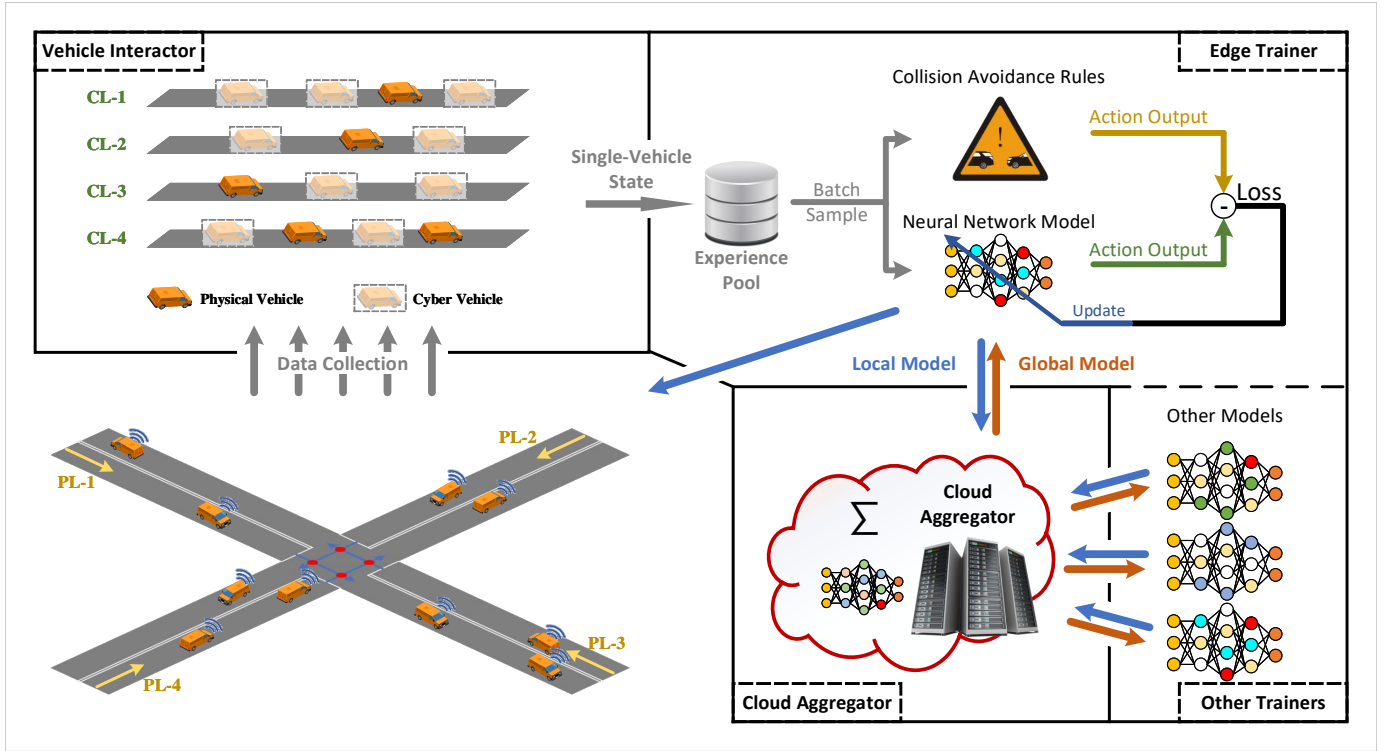 Vehicle Interactor
CL-1
CL-2
CL-3
CL-4
Physical Vehicle
Cyber Vehicle
Data Collection
PL-1
PL-2
PL-3
PL-4
Edge Trainer
Single-Vehicle
State
Experience
Pool
Batch
Sample
Collision Avoidance Rules
!
Action Output
Neural Network Model
Action Output
-
Loss
Update
Local Model
Global Model
Cloud
Aggregator
∑
Cloud Aggregator
Other Models
Other Trainers